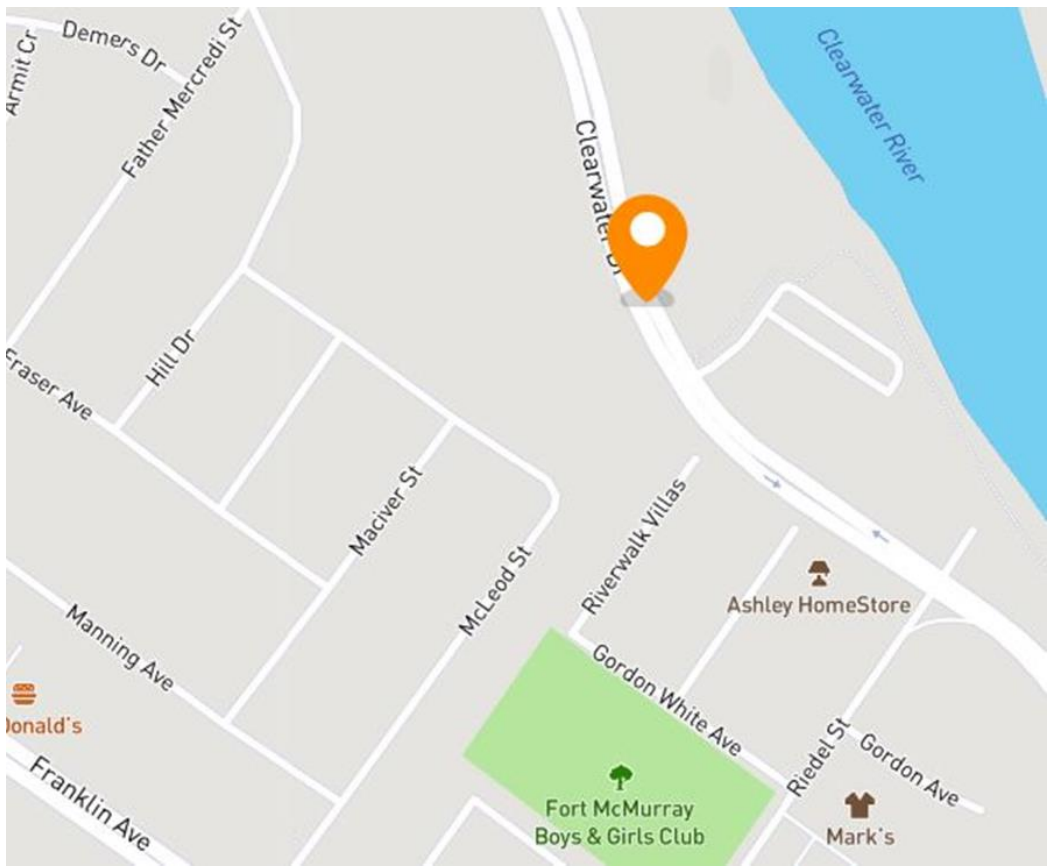 Demers Dr
Armit Cr
Father Mercredi St
Clearwater River
Clearwater Dr
Hill Dr
Fraser Ave
Maciver St
McLeod St
Riverwalk Villas
Ashley HomeStore
Manning Ave
Gordon White Ave
Donald's
Riedel St
Gordon Ave
Franklin Ave
Fort McMurray
Boys & Girls Club
Mark's